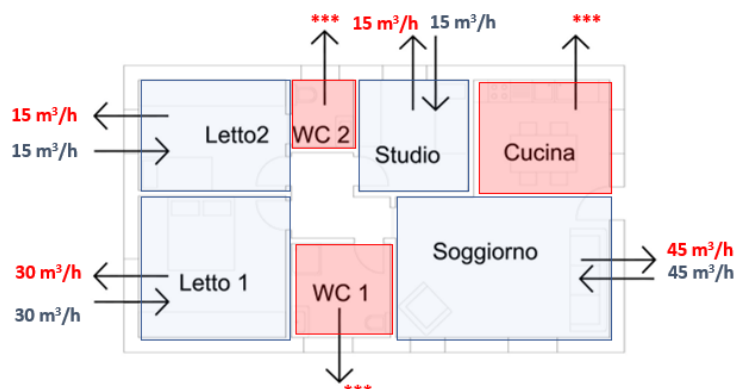 ***
15 m³/h
15 m³/h
***
15 m³/h
15 m³/h
Letto2
WC 2
Studio
Cucina
30 m³/h
30 m³/h
Letto 1
WC 1
Soggiorno
45 m³/h
45 m³/h
***